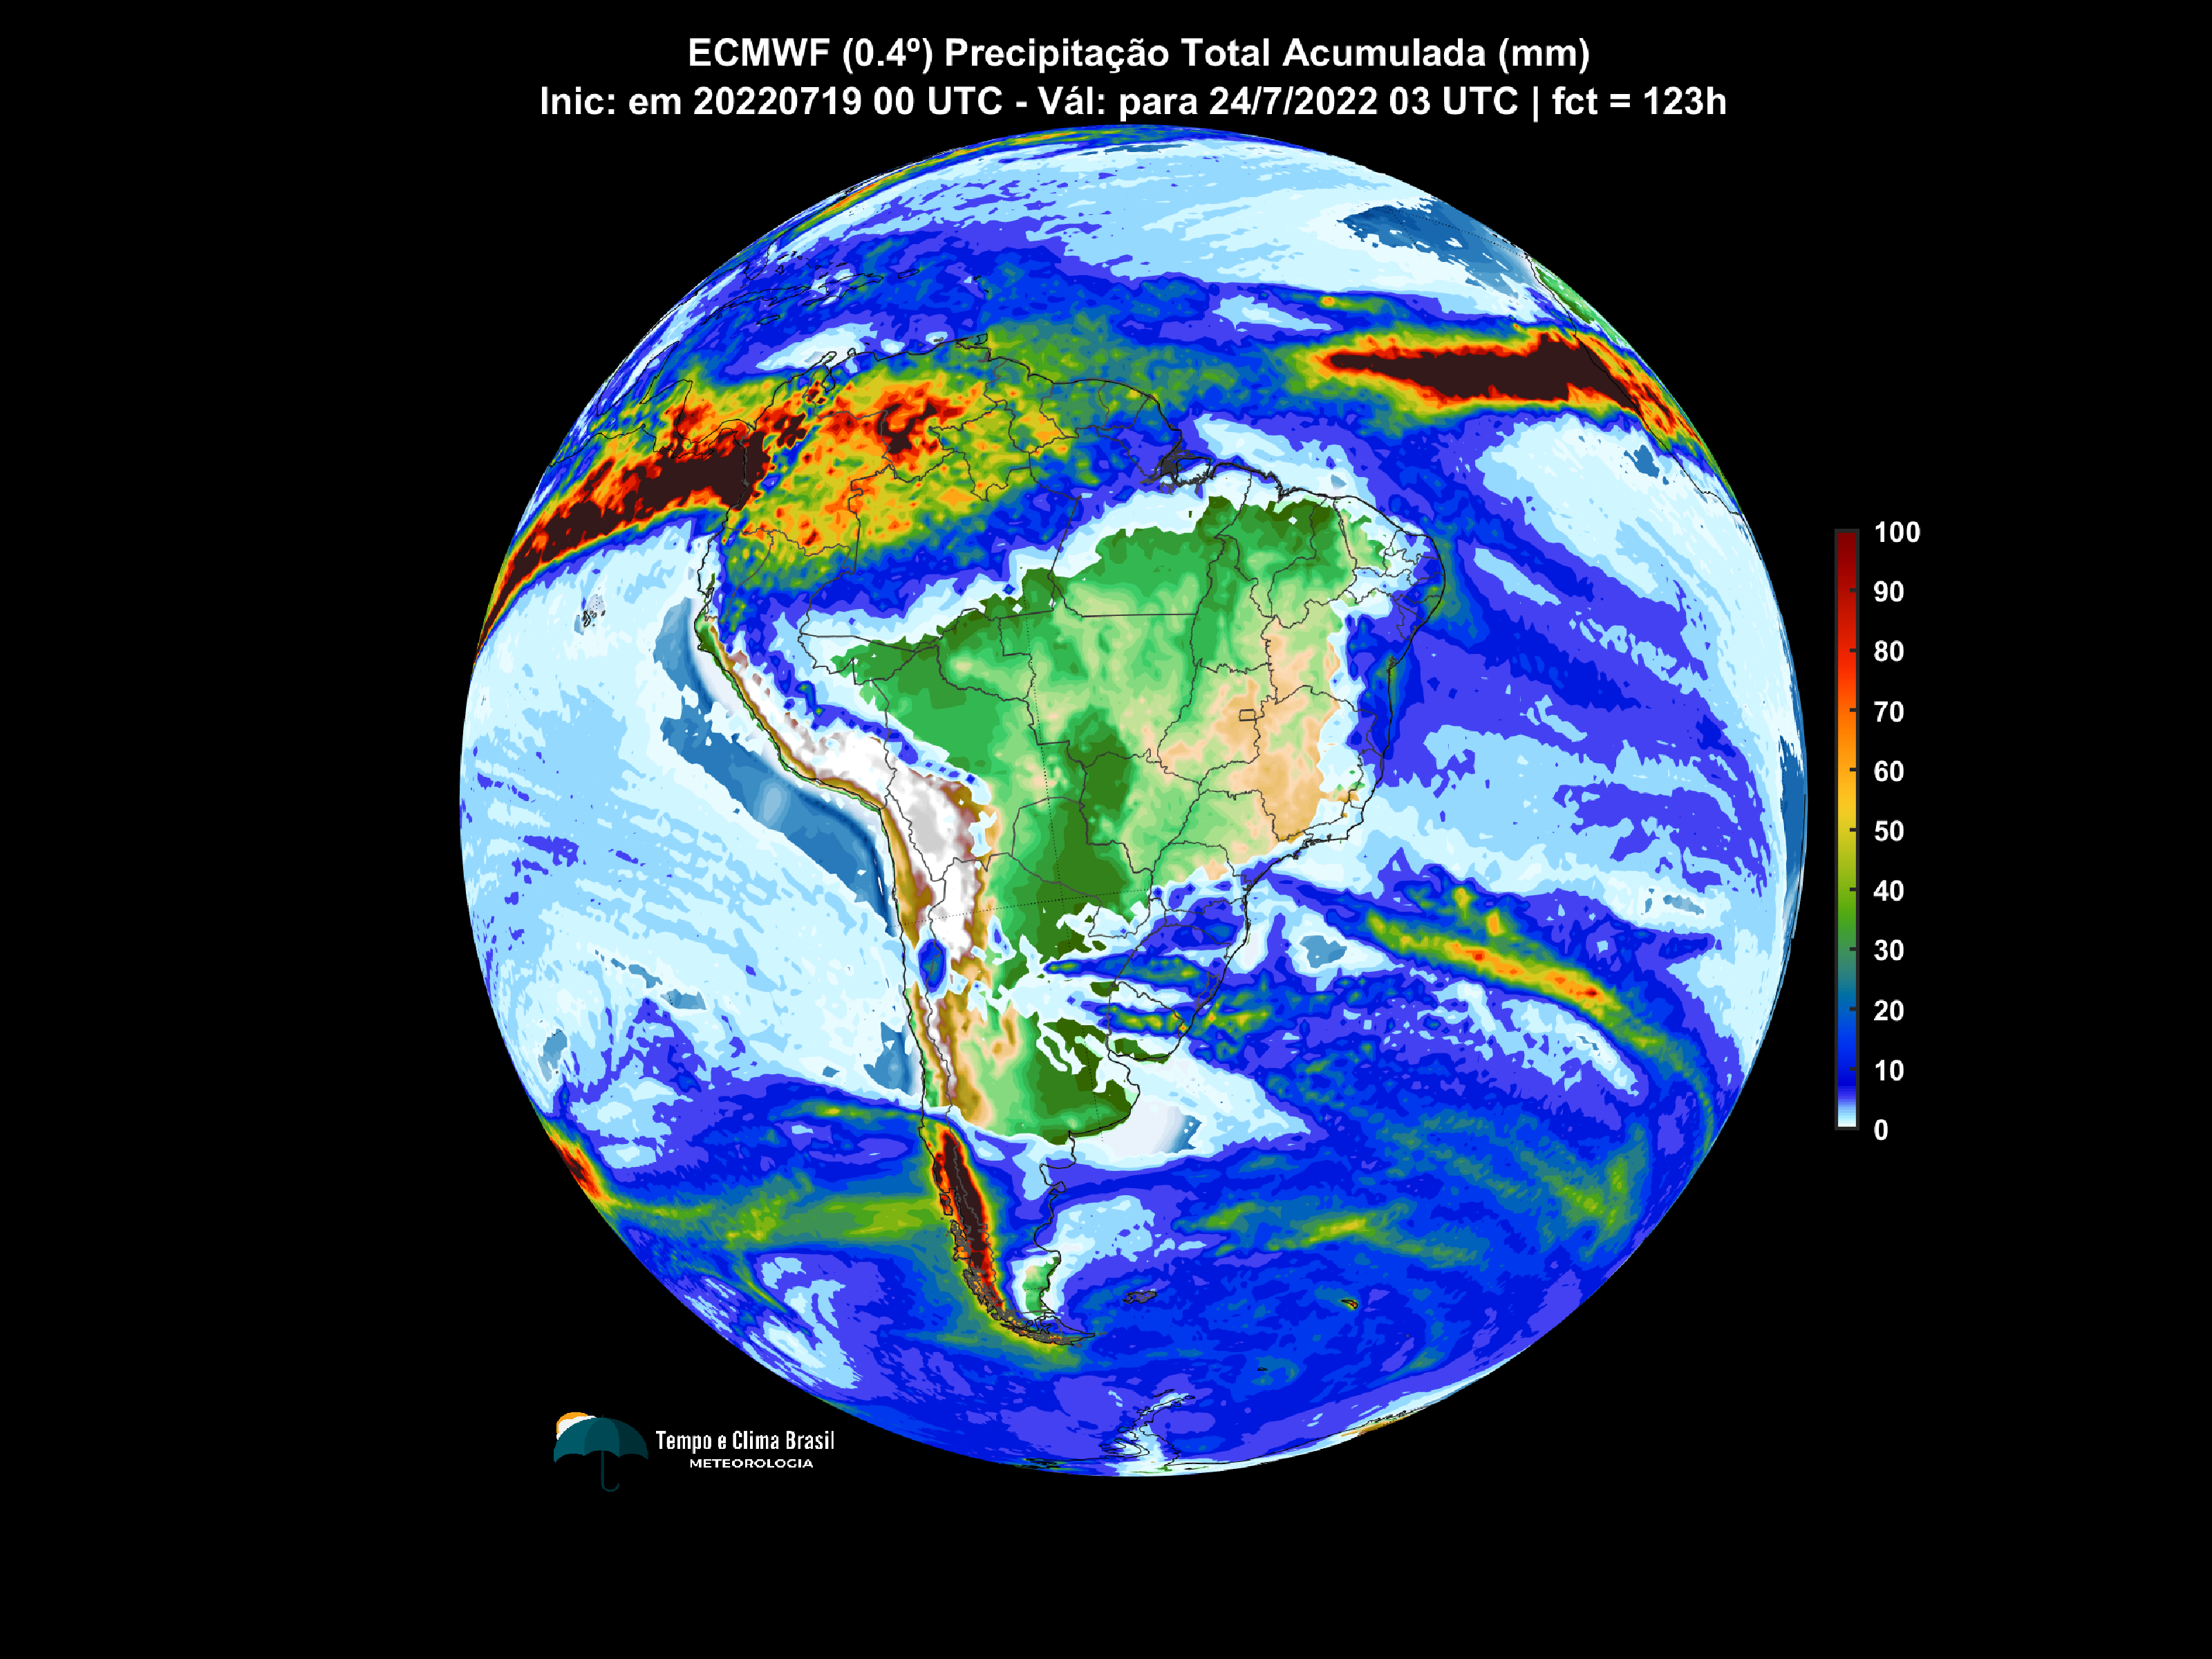 ECMWF (0.4º) Precipitação Total Acumulada (mm)
Inic: em 20220719 00 UTC - Vál: para 24/7/2022 03 UTC | fct = 123h
100
90
80
70
60
50
40
30
20
10
0
Tempo e Clima Brasil
METEOROLOGIA